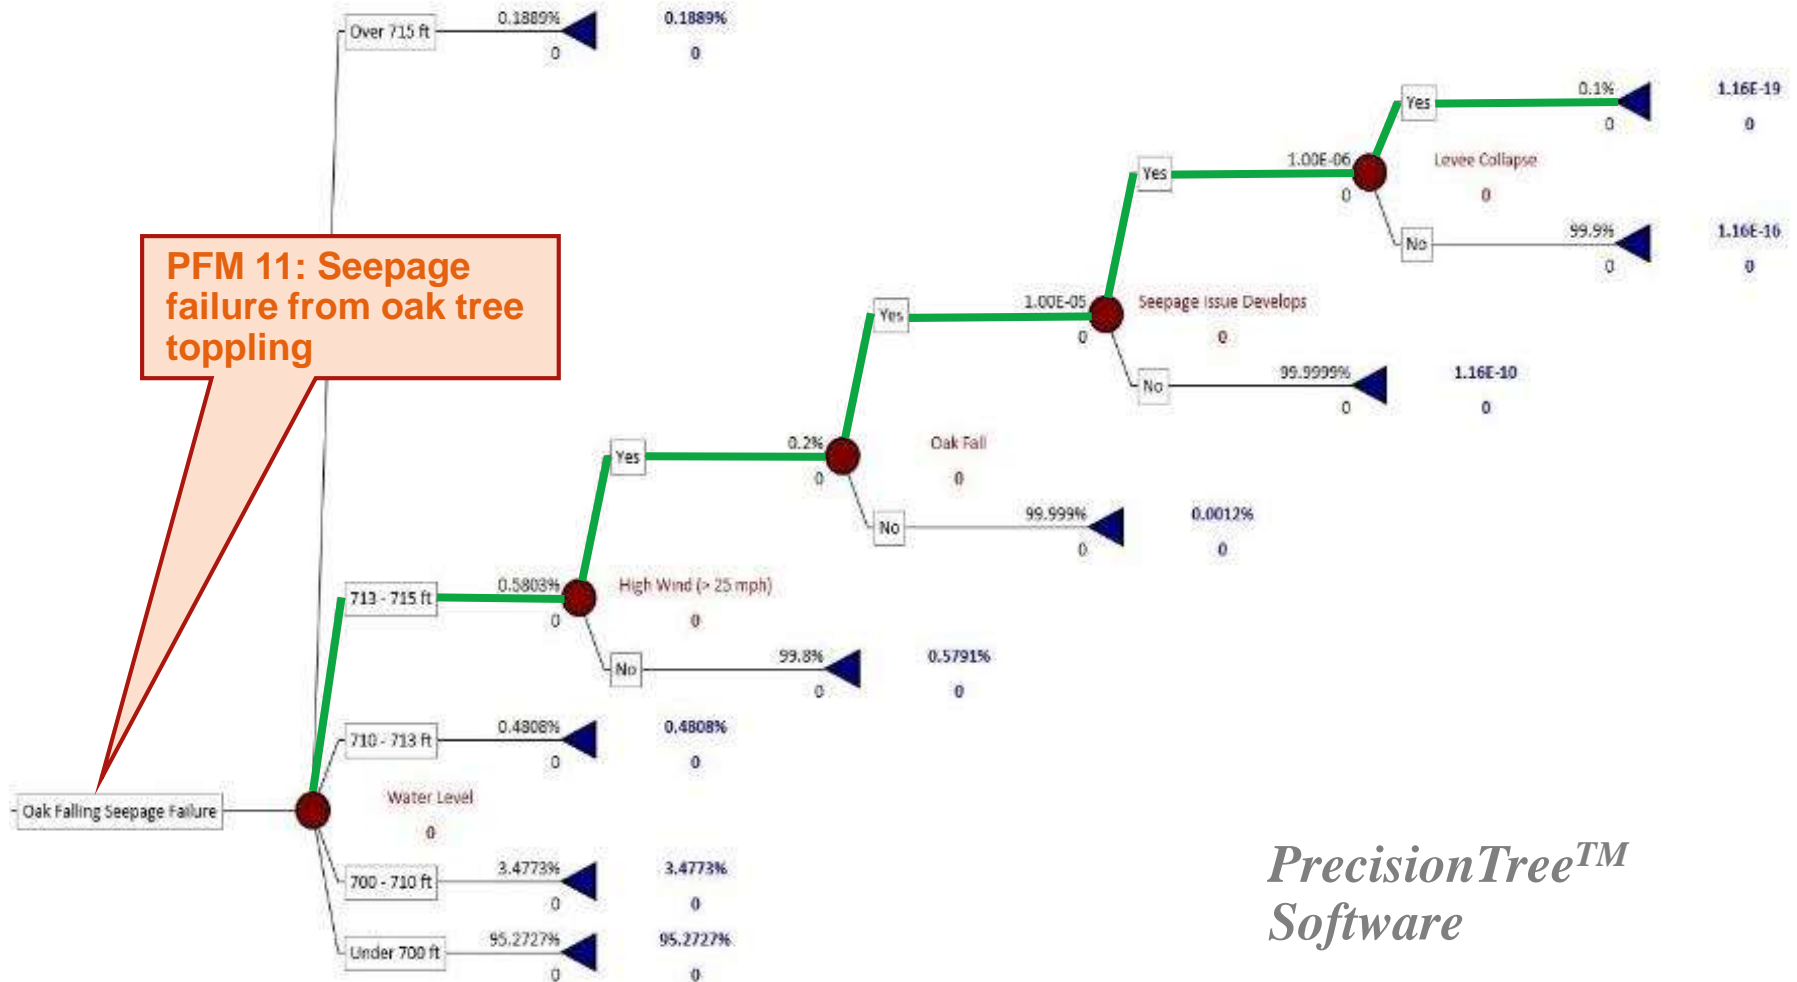 0.1889%
0.1889%
Over 715 ft
0
0
0.1%
1.16E-19
Yes
0
0
1.00E-06
Levee Collapse
Yes
0
0
99.9%
1.16E-16
No
0
0
PFM 11: Seepage
failure from oak tree
toppling
1.00E-05
Seepage Issue Develops
Yes
0
0
99.9999%
1.16E-10
No
0
0
0.2%
Oak Fall
Yes
0
0
99.999%
0.0012%
No
0
0
0.5803%
High Wind (> 25 mph)
713 - 715 ft
0
0
99.8%
0.5791%
No
0
0
0.4808%
0.4808%
710 - 713 ft
0
0
Water Level
Oak Falling Seepage Failure
0
3.4773%
3.4773%
700 - 710 ft
0
0
95.2727%
95.2727%
Under 700 ft
0
0
PrecisionTree™
Software